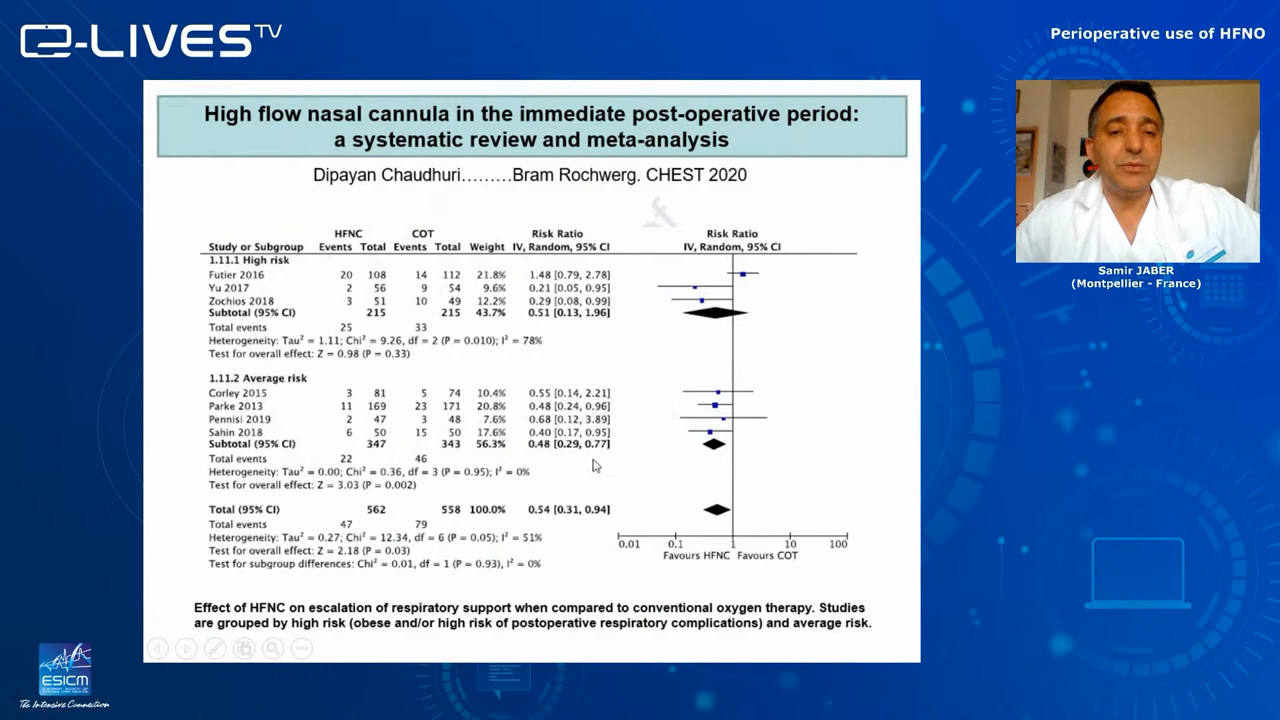 e-LIVES TV
Perioperative use of HFNO
High flow nasal cannula in the immediate post-operative period:
a systematic review and meta-analysis
Dipayan Chaudhuri.........Bram Rochwerg. CHEST 2020
HFNC COT Risk Ratio Risk Ratio
Study or Subgroup Events Total Events Total Weight IV, Random, 95% CI IV, Random, 95% CI
1.11.1 High risk
Futier 2016 20 108 14 112 21.8% 1.48 [0.79, 2.78]
Yu 2017 2 56 9 54 9.6% 0.21 [0.05, 0.95]
Zochios 2018 3 51 10 49 12.2% 0.29 [0.08, 0.99]
Subtotal (95% CI) 215 215 43.7% 0.51 [0.13, 1.96]
Total events 25 33
Heterogeneity: Tau² = 1.11; Chi² = 9.26, df = 2 (P = 0.010); I² = 78%
Test for overall effect: Z = 0.98 (P = 0.33)
1.11.2 Average risk
Corley 2015 3 81 5 74 10.4% 0.55 [0.14, 2.21]
Parke 2013 11 169 23 171 20.8% 0.48 [0.24, 0.96]
Pennisi 2019 2 47 3 48 7.6% 0.68 [0.12, 3.89]
Sahin 2018 6 50 15 50 17.6% 0.40 [0.17, 0.95]
Subtotal (95% CI) 347 343 56.3% 0.48 [0.29, 0.77]
Total events 22 46
Heterogeneity: Tau² = 0.00; Chi² = 0.36, df = 3 (P = 0.95); I² = 0%
Test for overall effect: Z = 3.03 (P = 0.002)
Total (95% CI) 562 558 100.0% 0.54 [0.31, 0.94]
Total events 47 79
Heterogeneity: Tau² = 0.27; Chi² = 12.34, df = 6 (P = 0.05); I² = 51%
Test for overall effect: Z = 2.18 (P = 0.03)
Test for subgroup differences: Chi² = 0.01, df = 1 (P = 0.93), I² = 0%
0.01 0.1 1 10 100
Favours HFNC Favours COT
Effect of HFNC on escalation of respiratory support when compared to conventional oxygen therapy. Studies
are grouped by high risk (obese and/or high risk of postoperative respiratory complications) and average risk.
Samir JABER
(Montpellier - France)
ESICM
The Intensive Connection